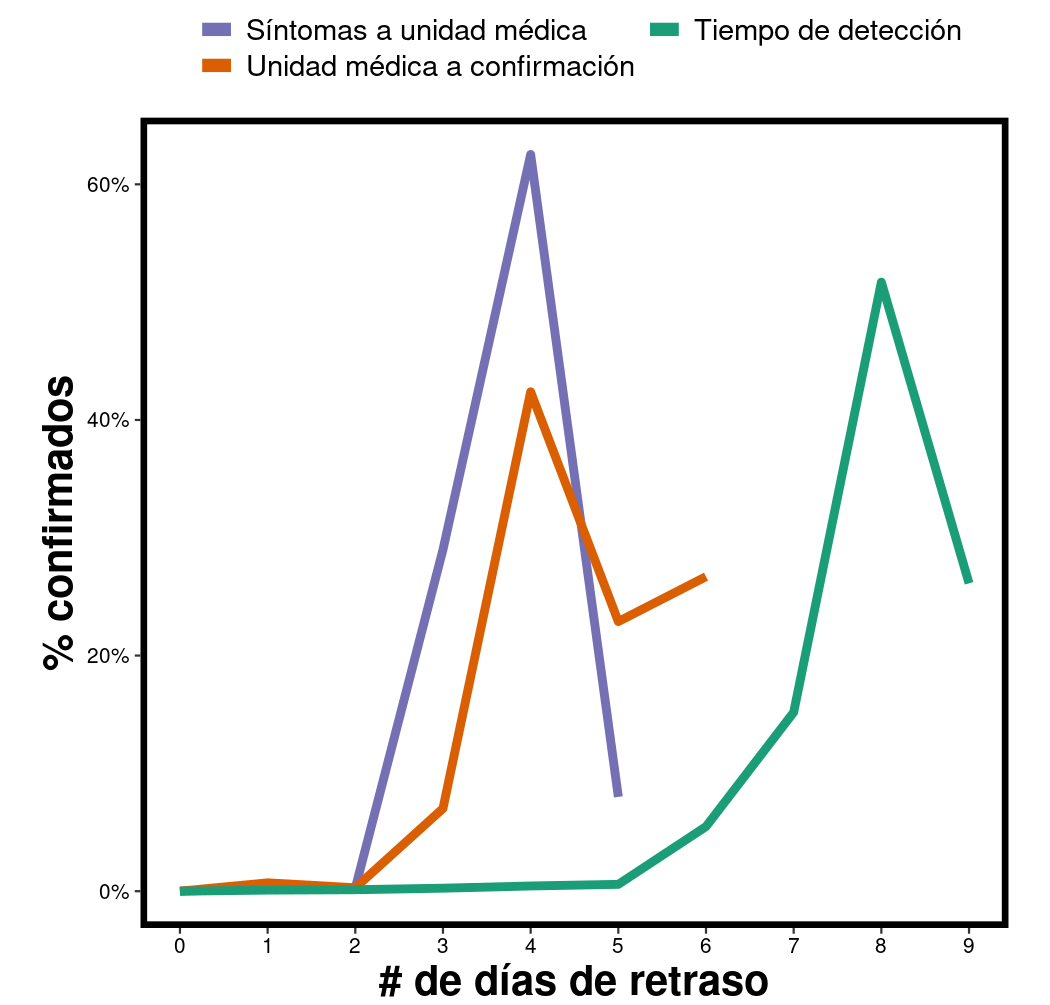 Síntomas a unidad médica
Tiempo de detección
Unidad médica a confirmación
60%
40%
20%
0%
% confirmados
0 1 2 3 4 5 6 7 8 9
# de días de retraso